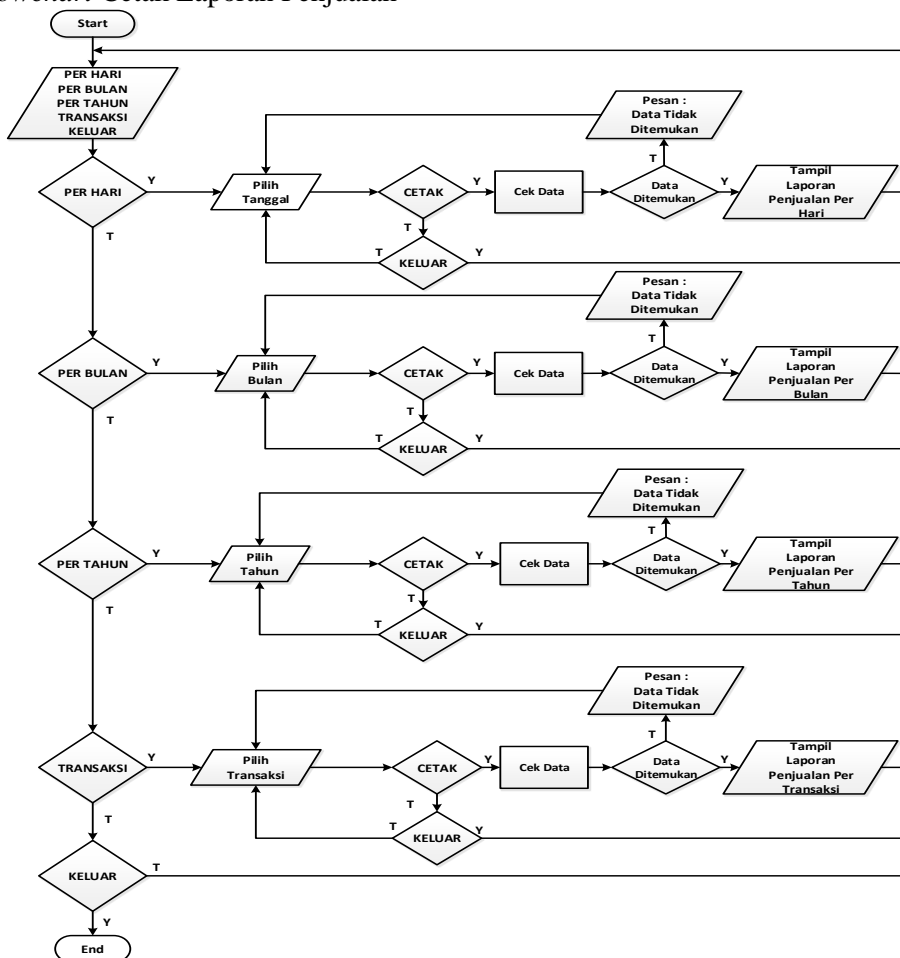 Cetak Laporan Penjualan
Start
PER HARI
PER BULAN
PER TAHUN
TRANSAKSI
KELUAR
Pesan :
Data Tidak
Ditemukan
T
PER HARI
Y
Pilih
Tanggal
CETAK
Y
Cek Data
Data
Ditemukan
Y
Tampil
Laporan
Penjualan Per
Hari
T
T
T
KELUAR
Y
Pesan :
Data Tidak
Ditemukan
T
PER BULAN
Y
Pilih
Bulan
CETAK
Y
Cek Data
Data
Ditemukan
Y
Tampil
Laporan
Penjualan Per
Bulan
T
T
T
KELUAR
Y
Pesan :
Data Tidak
Ditemukan
T
PER TAHUN
Y
Pilih
Tahun
CETAK
Y
Cek Data
Data
Ditemukan
Y
Tampil
Laporan
Penjualan Per
Tahun
T
T
T
KELUAR
Y
Pesan :
Data Tidak
Ditemukan
T
TRANSAKSI
Y
Pilih
Transaksi
CETAK
Y
Cek Data
Data
Ditemukan
Y
Tampil
Laporan
Penjualan Per
Transaksi
T
T
T
KELUAR
Y
KELUAR
T
Y
End